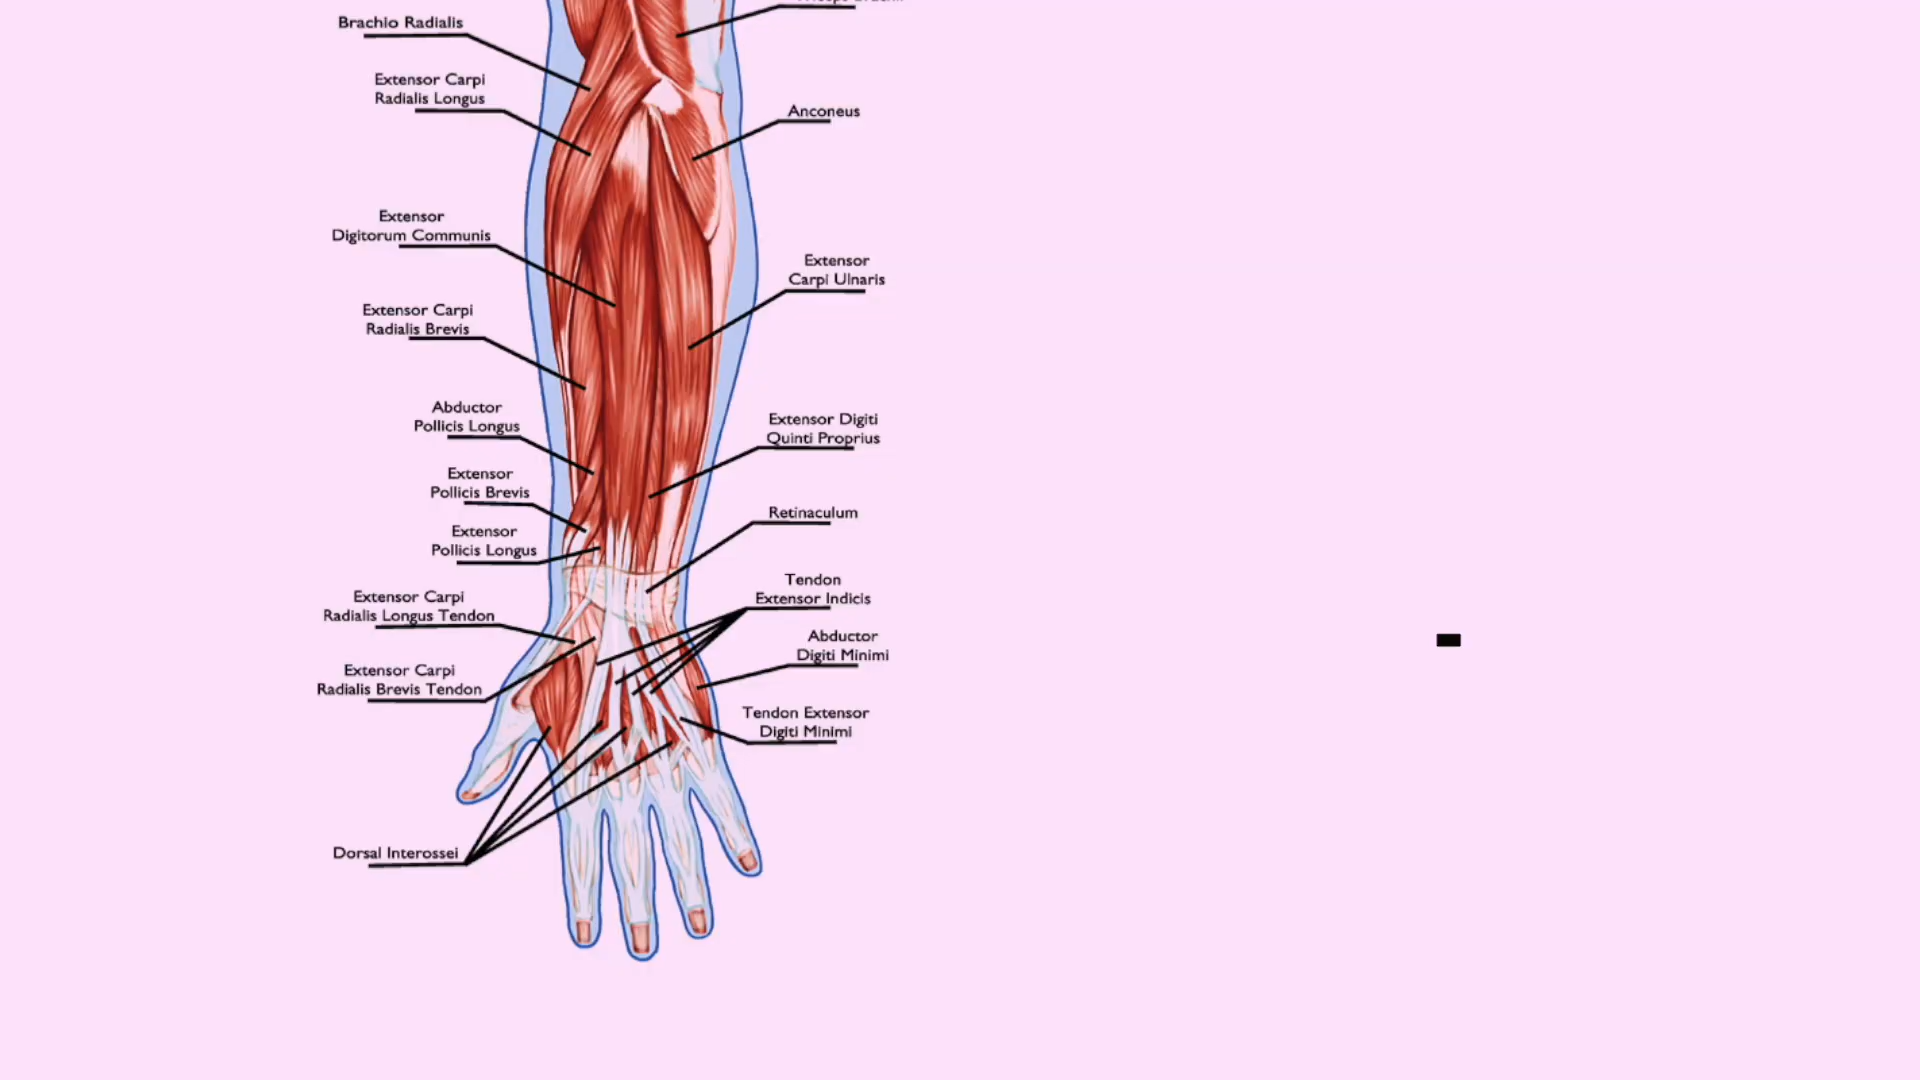 Brachio Radialis
Extensor Carpi
Radialis Longus
Anconeus
Extensor
Digitorum Communis
Extensor
Carpi Ulnaris
Extensor Carpi
Radialis Brevis
Abductor
Pollicis Longus
Extensor Digiti
Quinti Proprius
Extensor
Pollicis Brevis
Retinaculum
Extensor
Pollicis Longus
Tendon
Extensor Indicis
Extensor Carpi
Radialis Longus Tendon
Abductor
Digiti Minimi
Extensor Carpi
Radialis Brevis Tendon
Tendon Extensor
Digiti Minimi
Dorsal Interossei